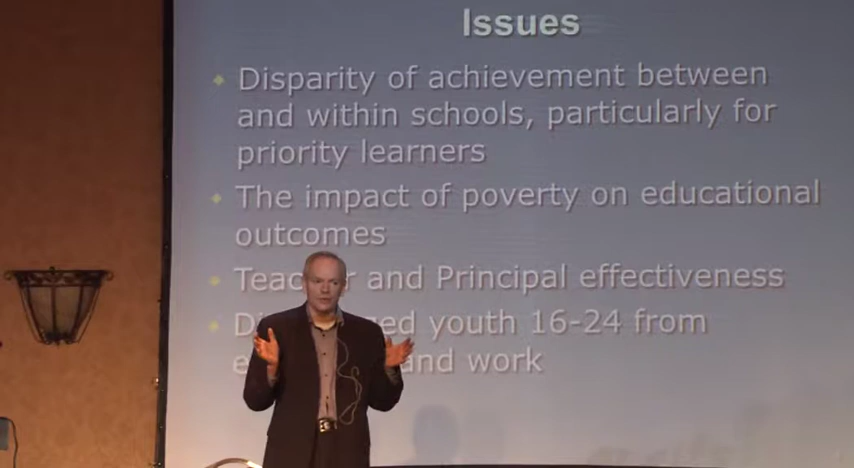 Issues
Disparity of achievement between
and within schools, particularly for
priority learners
The impact of poverty on educational
outcomes
and Principal effectiveness
youth 16-24 from
and work